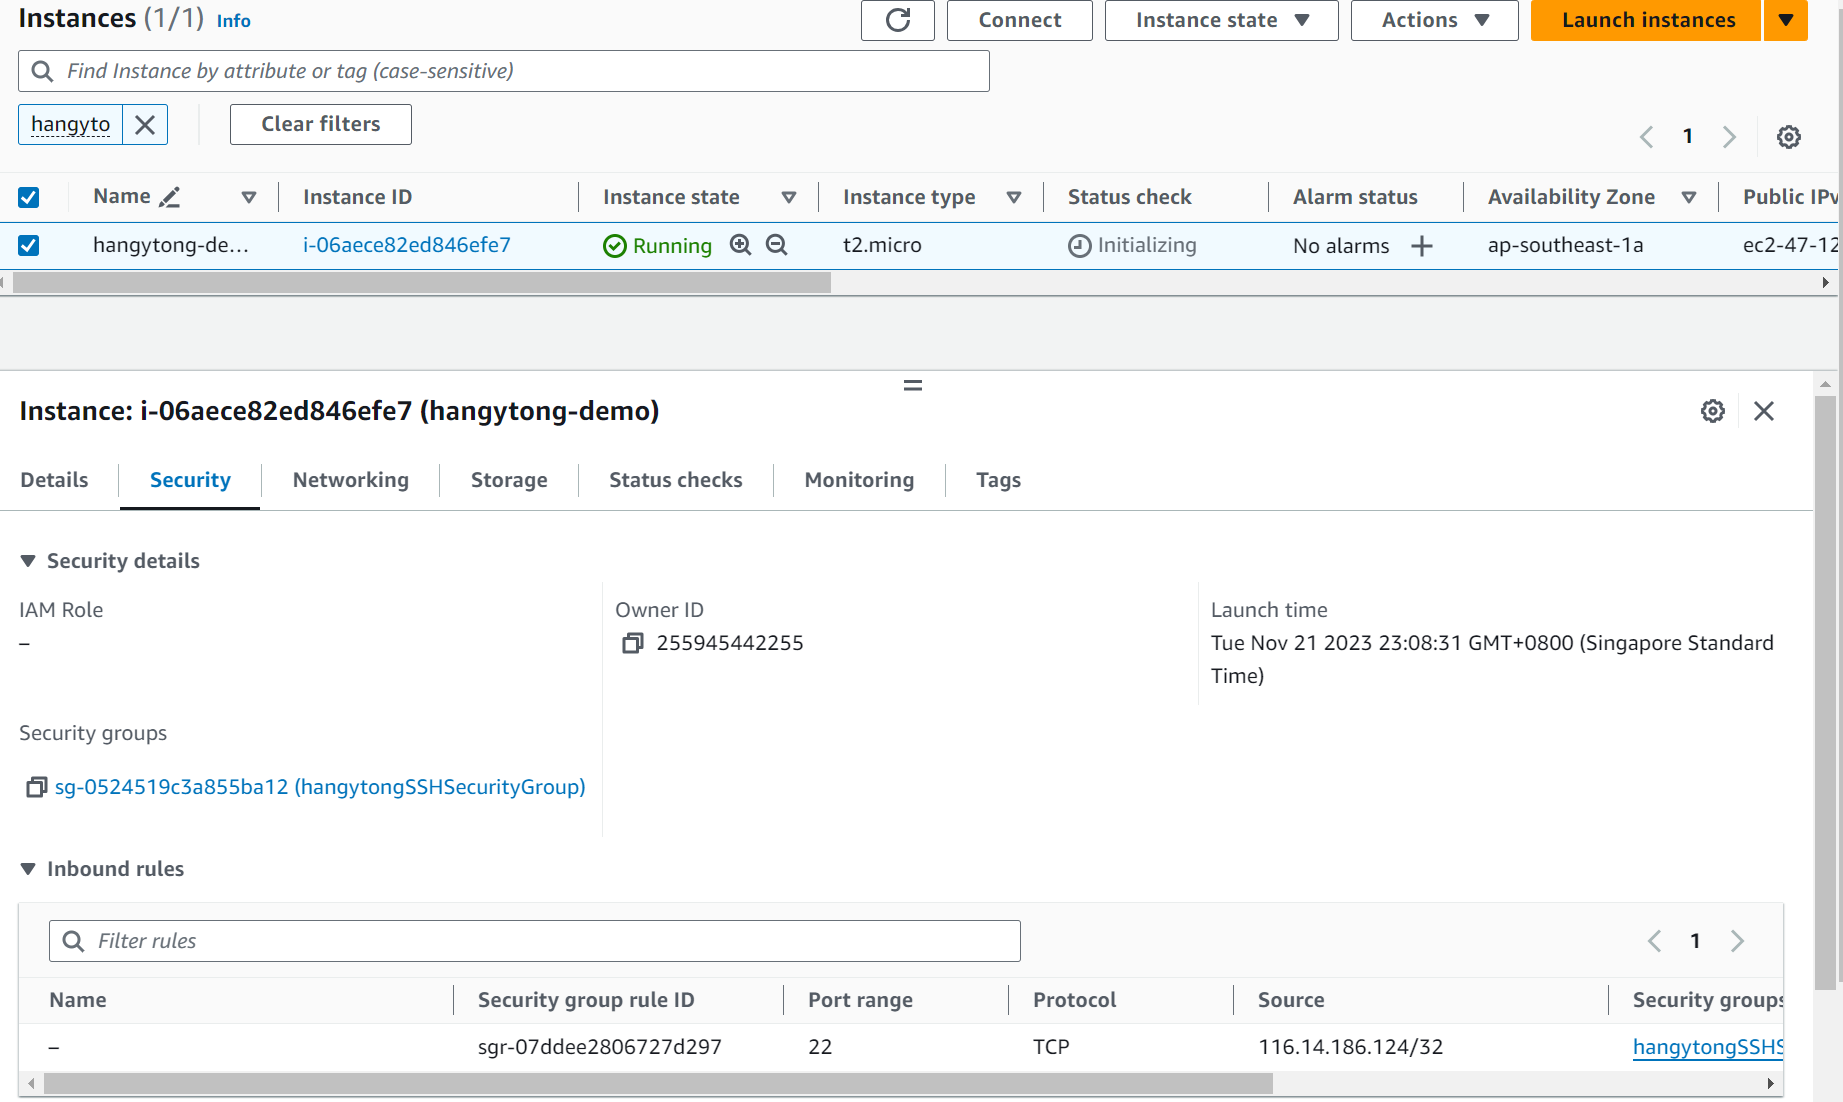 Instances (1/1) Info
Connect
Instance state
Actions
Launch instances
Find Instance by attribute or tag (case-sensitive)
hangyto
Clear filters
1
Name Instance ID Instance state Instance type Status check Alarm status Availability Zone Public IPv
hangytong-de... i-06aece82ed846efe7 Running t2.micro Initializing No alarms ap-southeast-1a ec2-47-12
Instance: i-06aece82ed846efe7 (hangytong-demo)
Details Security Networking Storage Status checks Monitoring Tags
Security details
IAM Role
–
Owner ID
255945442255
Launch time
Tue Nov 21 2023 23:08:31 GMT+0800 (Singapore Standard
Time)
Security groups
sg-0524519c3a855ba12 (hangytongSSHSecurityGroup)
Inbound rules
Filter rules
1
Name Security group rule ID Port range Protocol Source Security groups
– sgr-07ddee2806727d297 22 TCP 116.14.186.124/32 hangytongSSHS